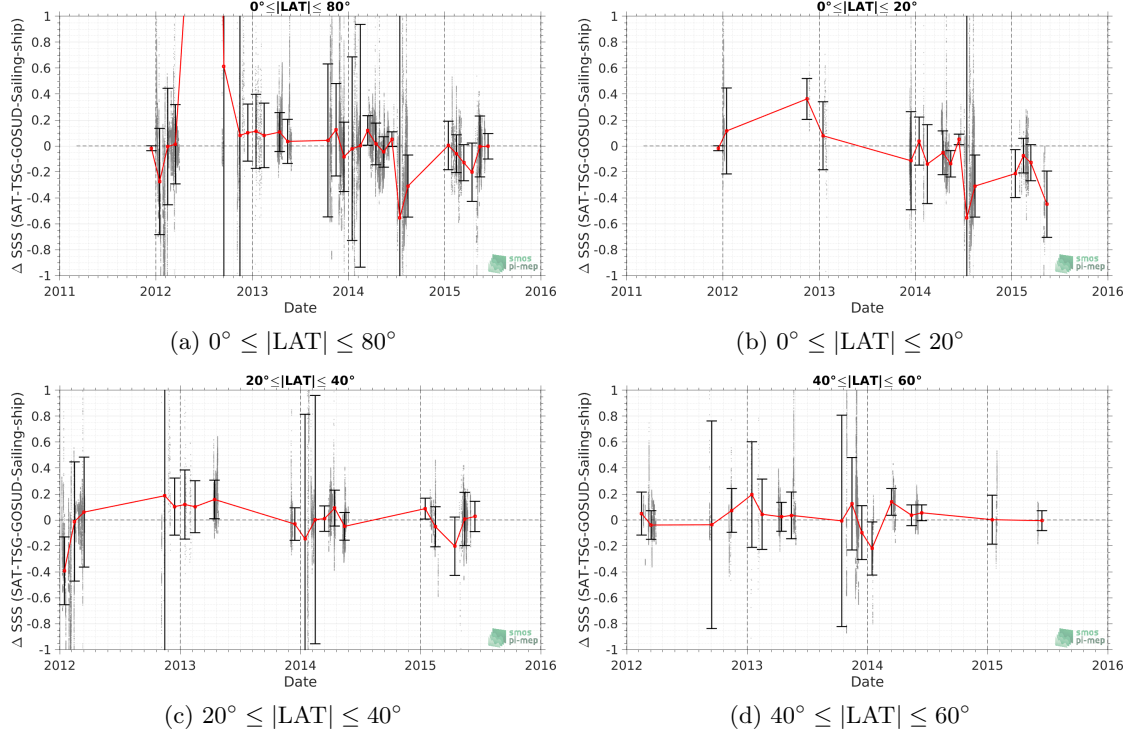 0°≤|LAT|≤ 80°
Δ SSS (SAT-TSG-GOSUD-Sailing-ship)
1
0.8
0.6
0.4
0.2
0
-0.2
-0.4
-0.6
-0.8
-1
2011 2012 2013 2014 2015 2016
Date
smos
pi-mep
(a) 0° ≤ |LAT| ≤ 80°
0°≤|LAT|≤ 20°
Δ SSS (SAT-TSG-GOSUD-Sailing-ship)
1
0.8
0.6
0.4
0.2
0
-0.2
-0.4
-0.6
-0.8
-1
2011 2012 2013 2014 2015 2016
Date
smos
pi-mep
(b) 0° ≤ |LAT| ≤ 20°
20°≤|LAT|≤ 40°
Δ SSS (SAT-TSG-GOSUD-Sailing-ship)
1
0.8
0.6
0.4
0.2
0
-0.2
-0.4
-0.6
-0.8
-1
2012 2013 2014 2015 2016
Date
smos
pi-mep
(c) 20° ≤ |LAT| ≤ 40°
40°≤|LAT|≤ 60°
Δ SSS (SAT-TSG-GOSUD-Sailing-ship)
1
0.8
0.6
0.4
0.2
0
-0.2
-0.4
-0.6
-0.8
-1
2012 2013 2014 2015 2016
Date
smos
pi-mep
(d) 40° ≤ |LAT| ≤ 60°